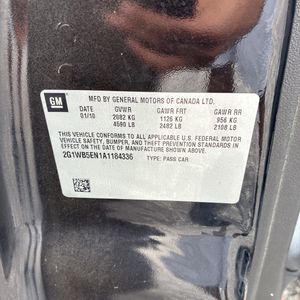 GM
MFD BY GENERAL MOTORS OF CANADA LTD.
DATE GVWR GAWR FRT GAWR RR
01/10 2082 KG 1126 KG 956 KG
4590 LB 2482 LB 2108 LB
THIS VEHICLE CONFORMS TO ALL APPLICABLE U.S. FEDERAL MOTOR
VEHICLE SAFETY, BUMPER, AND THEFT PREVENTION STANDARDS IN
EFFECT ON THE DATE OF MANUFACTURE SHOWN ABOVE.
2G1WB5EN1A1184336 TYPE: PASS CAR